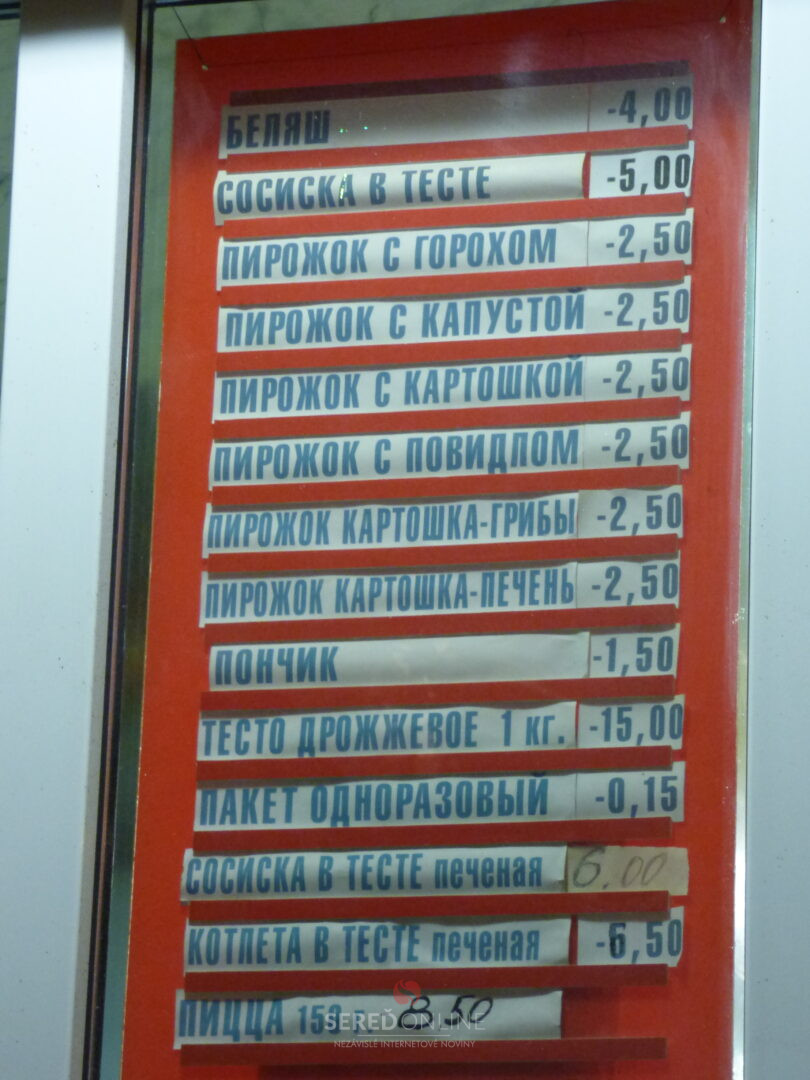 БЕЛЯШ -4,00
СОСИСКА В ТЕСТЕ -5,00
ПИРОЖОК С ГОРОХОМ -2,50
ПИРОЖОК С КАПУСТОЙ -2,50
ПИРОЖОК С КАРТОШКОЙ -2,50
ПИРОЖОК С ПОВИДЛОМ -2,50
ПИРОЖОК КАРТОШКА-ГРИБЫ -2,50
ПИРОЖОК КАРТОШКА-ПЕЧЕНЬ -2,50
ПОНЧИК -1,50
ТЕСТО ДРОЖЖЕВОЕ 1 кг. -15,00
ПАКЕТ ОДНОРАЗОВЫЙ -0,15
СОСИСКА В ТЕСТЕ печеная 6.00
КОТЛЕТА В ТЕСТЕ печеная -6,50
ПИЦЦА 150 г. 8.50
SEREĎONLINE
NEZÁVISLÉ INTERNETOVÉ NOVINY